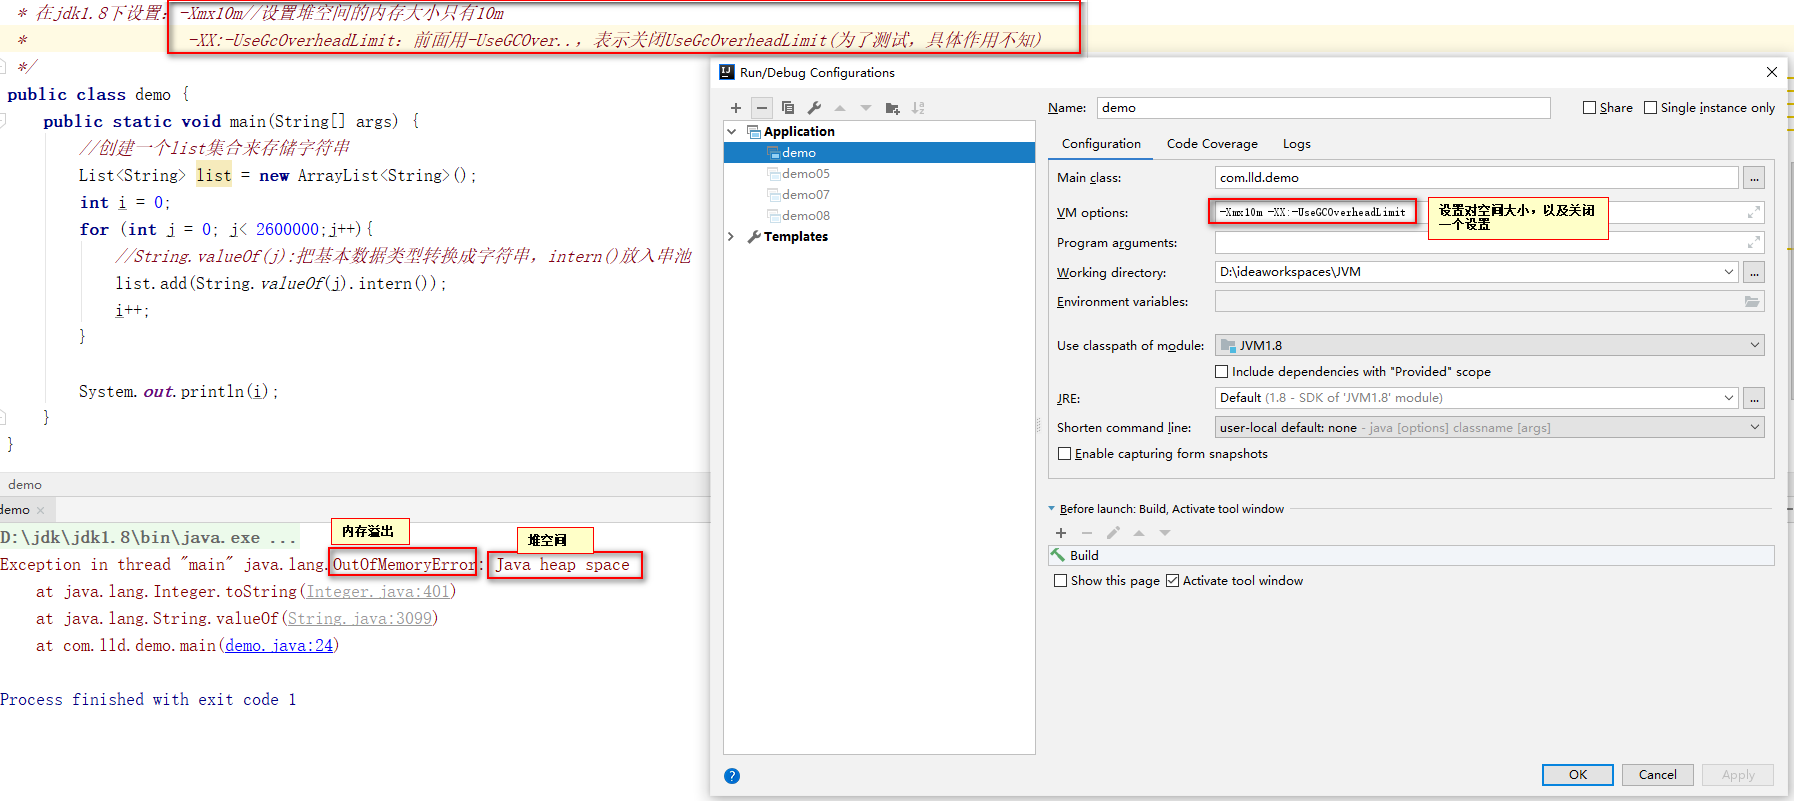 * 在jdk1.8下设置：-Xmx10m//设置堆空间的内存大小只有10m
* -XX:-UseGcOverheadLimit：前面用-UseGCOver..，表示关闭UseGcOverheadLimit(为了测试，具体作用不知)
*/
public class demo {
public static void main(String[] args) {
//创建一个list集合来存储字符串
List<String> list = new ArrayList<String>();
int i = 0;
for (int j = 0; j< 2600000;j++){
//String.valueOf(j):把基本数据类型转换成字符串，intern()放入串池
list.add(String.valueOf(j).intern());
i++;
}
System.out.println(i);
}
}
demo
demo
D:\jdk\jdk1.8\bin\java.exe ...
内存溢出
堆空间
Exception in thread "main" java.lang.OutOfMemoryError: Java heap space
at java.lang.Integer.toString(Integer.java:401)
at java.lang.String.valueOf(String.java:3099)
at com.lld.demo.main(demo.java:24)
Process finished with exit code 1
Run/Debug Configurations
Application
demo
demo05
demo07
demo08
Templates
Name: demo
Share
Single instance only
Configuration Code Coverage Logs
Main class: com.lld.demo ...
VM options: -Xmx10m -XX:-UseGCOverheadLimit
设置对空间大小，以及关闭
一个设置
Program arguments:
Working directory: D:\ideaworkspaces\JVM ...
Environment variables:
Use classpath of module: JVM1.8
Include dependencies with "Provided" scope
JRE: Default (1.8 - SDK of 'JVM1.8' module) ...
Shorten command line: user-local default: none - java [options] classname [args]
Enable capturing form snapshots
Before launch: Build, Activate tool window
Build
Show this page Activate tool window
? OK Cancel Apply